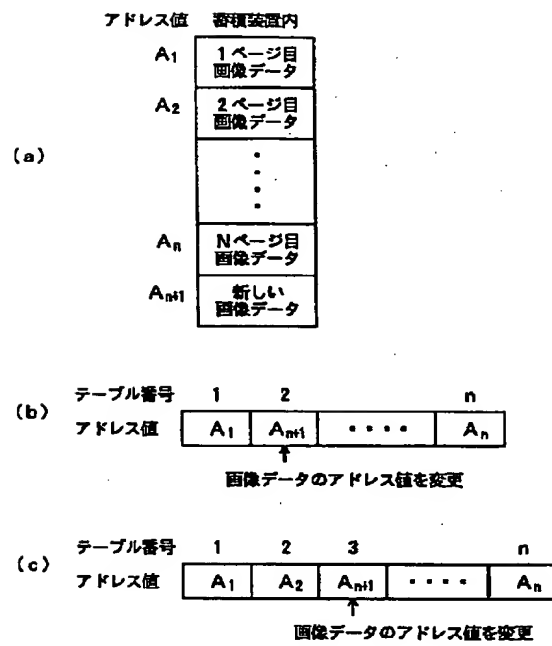 アドレス値 蓄積装置内
A1 1ページ目
画像データ
A2 2ページ目
画像データ
(a)
An Nページ目
画像データ
An+1 新しい
画像データ
(b)
テーブル番号 1 2 n
アドレス値 A1 An+1 ・・・・ An
画像データのアドレス値を変更
(c)
テーブル番号 1 2 3 n
アドレス値 A1 A2 An+1 ・・・・ An
画像データのアドレス値を変更